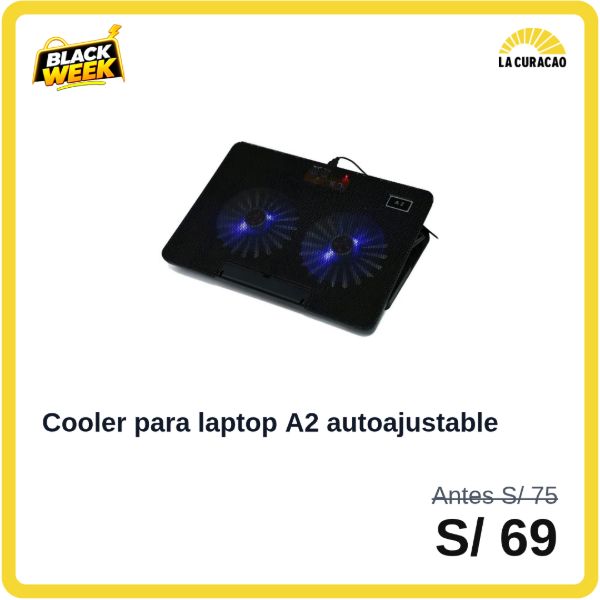 BLACK
WEEK
LA CURACAO
A2
Cooler para laptop A2 autoajustable
Antes S/ 75
S/ 69